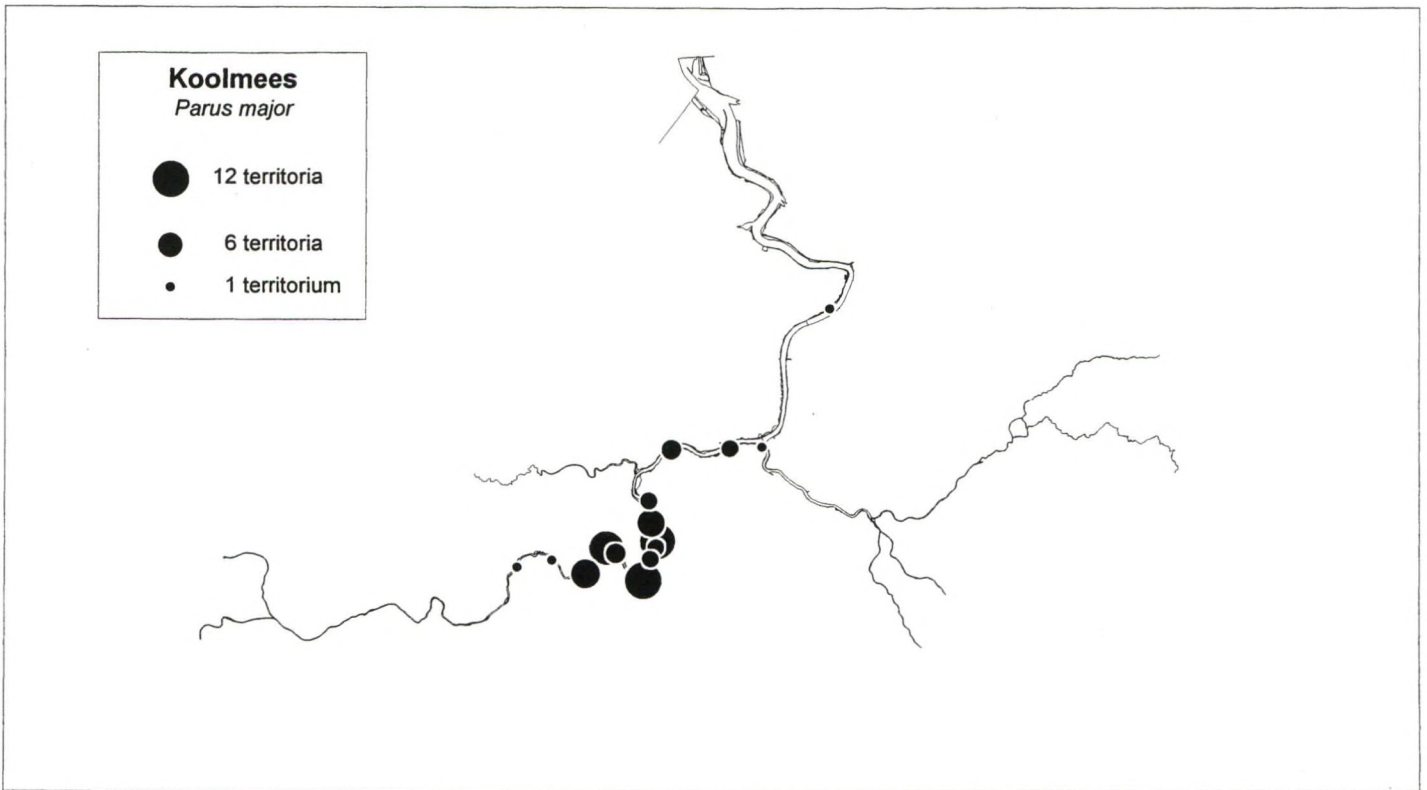 Koolmees
Parus major
12 territoria
6 territoria
1 territorium